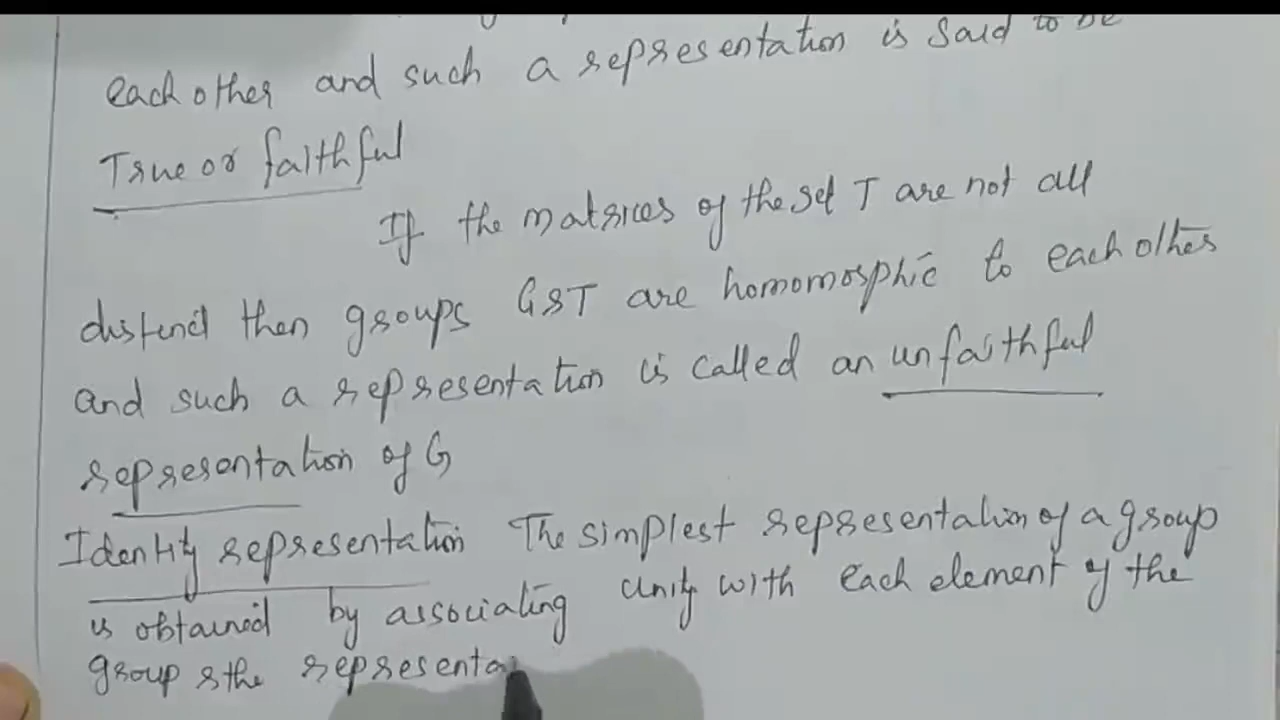 each other and such a representation is said to be
True or faithful
If the matrices of the set T are not all
distinct then groups G & T are homomorphic to each other
and such a representation is called an unfaithful
representation of G
Identity representation The simplest representation of a group
is obtained by associating unity with each element of the
group & the representa